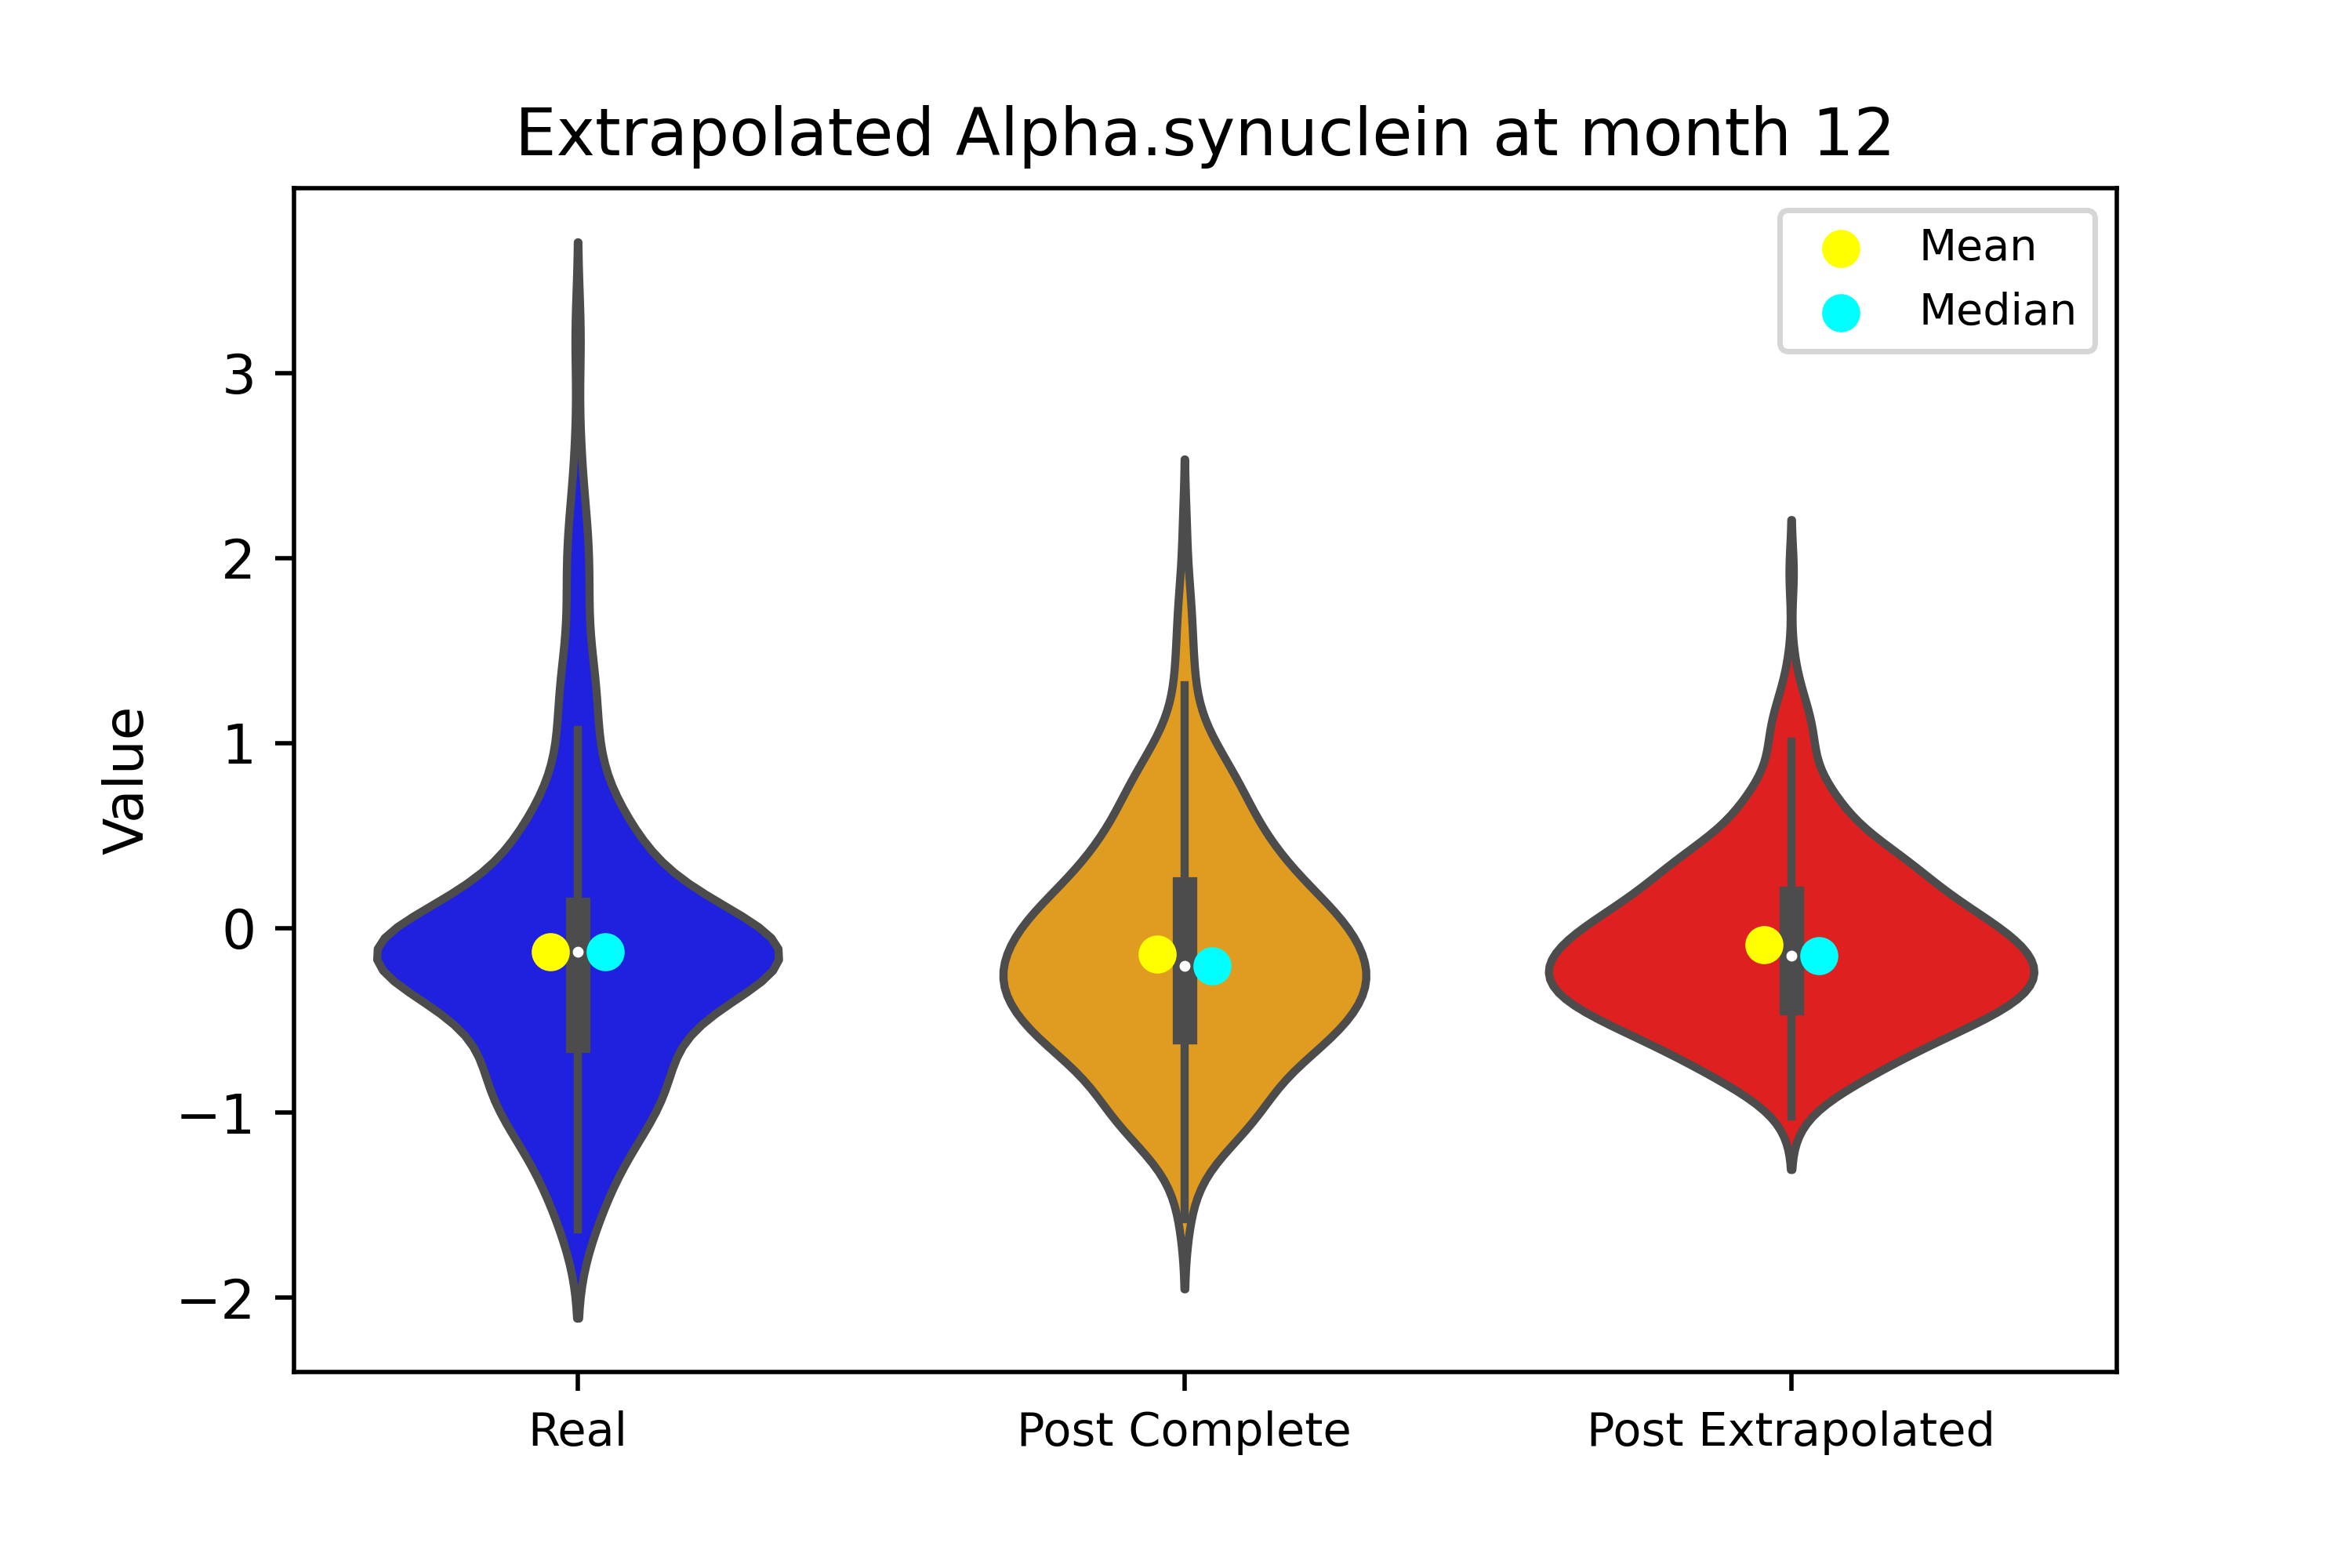 Extrapolated Alpha.synuclein at month 12
Mean
Median
Value
3
2
1
0
−1
−2
Real
Post Complete
Post Extrapolated